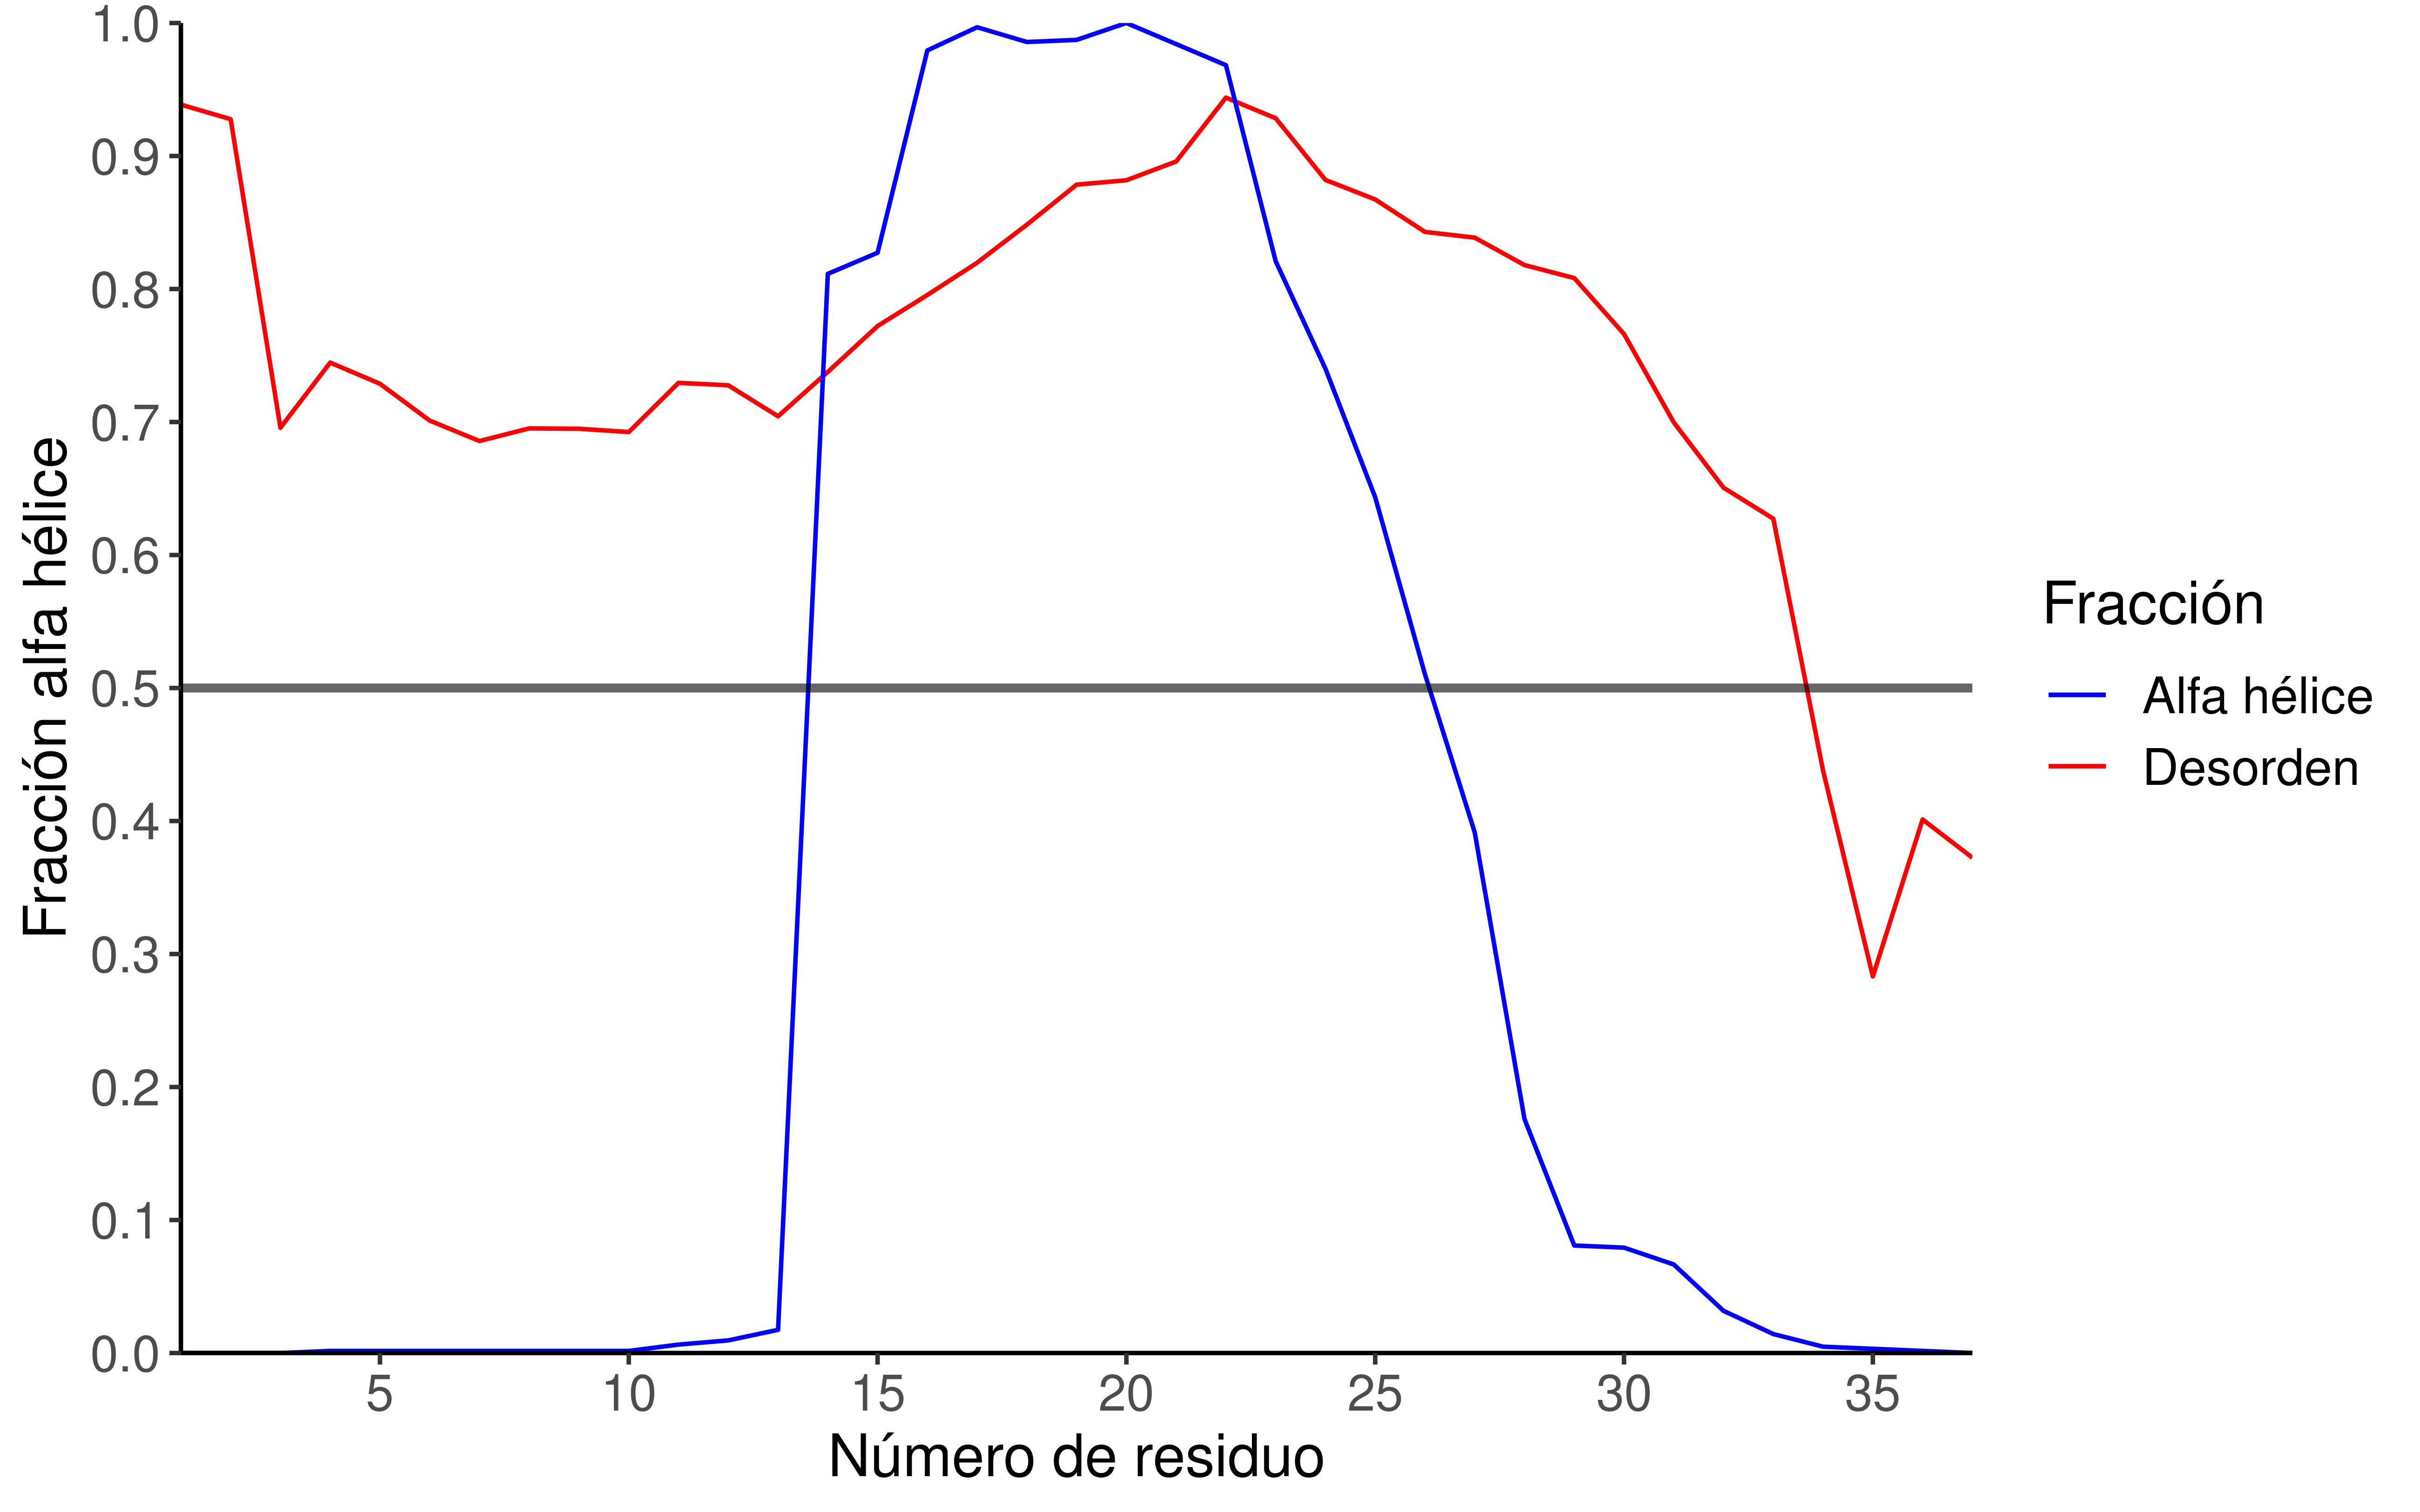 Fracción alfa hélice
1.0
0.9
0.8
0.7
0.6
0.5
0.4
0.3
0.2
0.1
0.0
5 10 15 20 25 30 35
Número de residuo
Fracción
Alfa hélice
Desorden